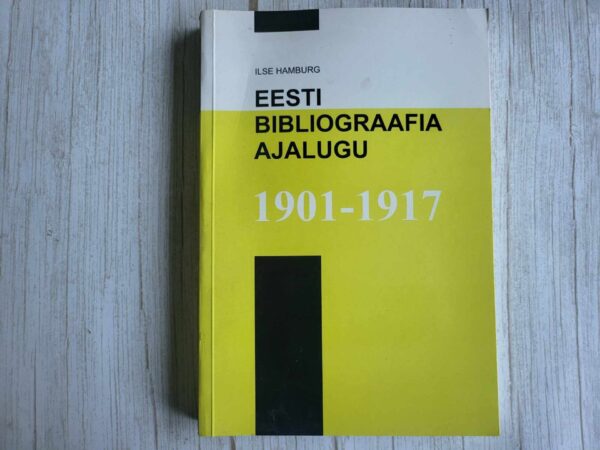 ILSE HAMBURG
EESTI
BIBLIOGRAAFIA
AJALUGU
1901-1917